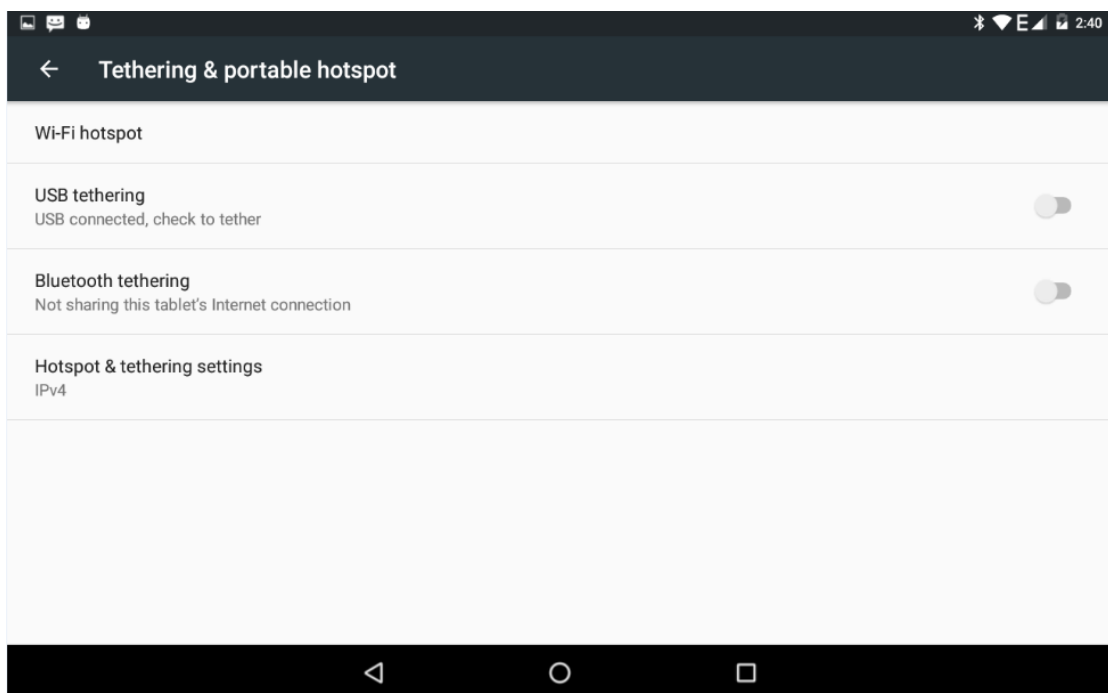 E 2:40
Tethering & portable hotspot
Wi-Fi hotspot
USB tethering
USB connected, check to tether
Bluetooth tethering
Not sharing this tablet's Internet connection
Hotspot & tethering settings
IPv4